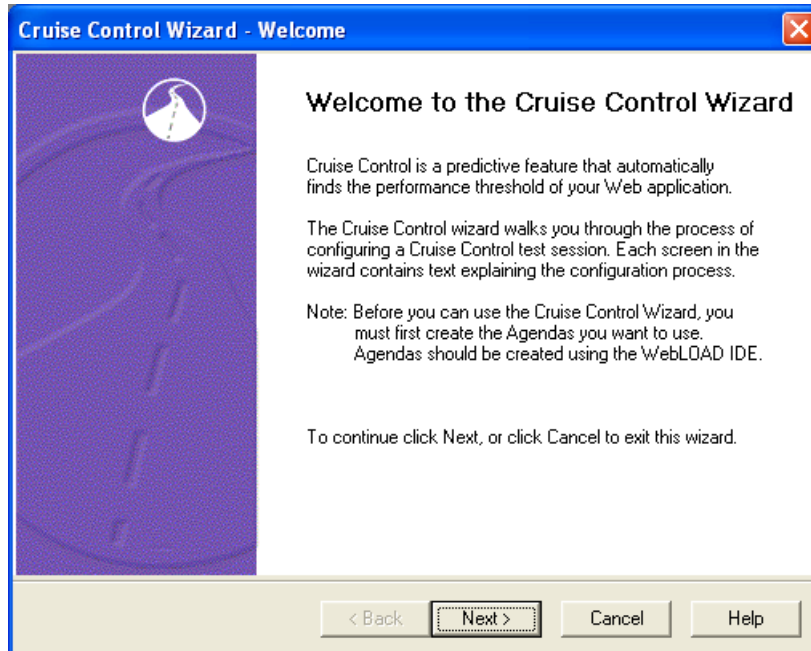 Cruise Control Wizard - Welcome
Welcome to the Cruise Control Wizard
Cruise Control is a predictive feature that automatically
finds the performance threshold of your Web application.
The Cruise Control wizard walks you through the process of
configuring a Cruise Control test session. Each screen in the
wizard contains text explaining the configuration process.
Note: Before you can use the Cruise Control Wizard, you
must first create the Agendas you want to use.
Agendas should be created using the WebLOAD IDE.
To continue click Next, or click Cancel to exit this wizard.
< Back Next > Cancel Help